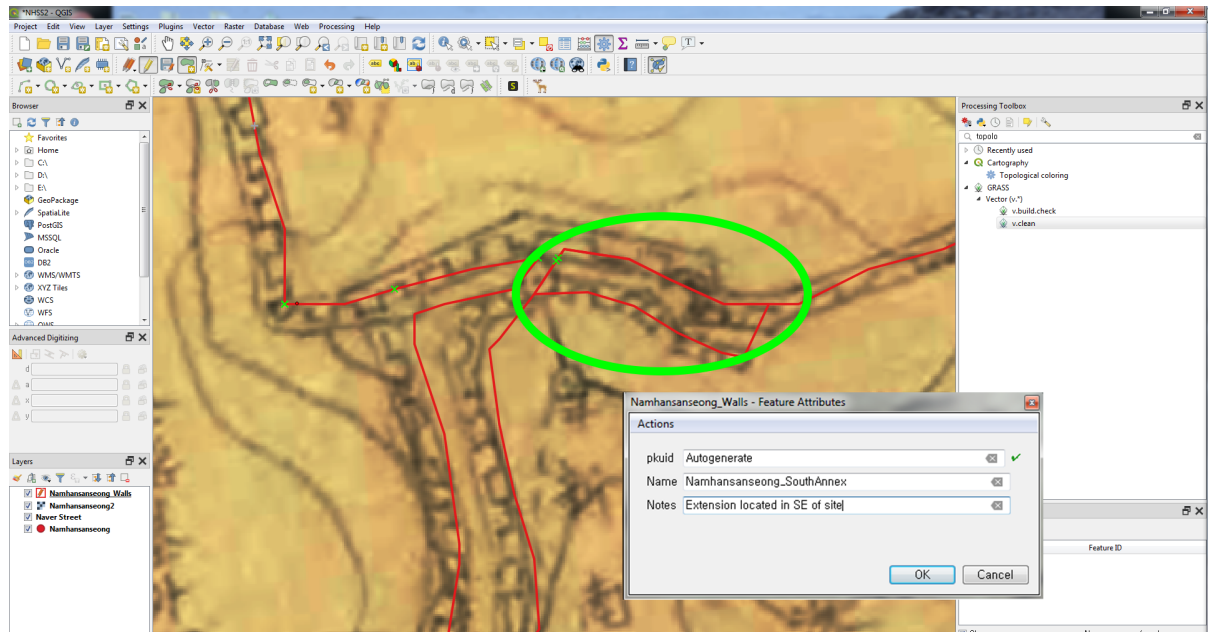 *NHSS2 - QGIS
Project Edit View Layer Settings Plugins Vector Raster Database Web Processing Help
Browser
Favorites
Home
C:\
D:\
E:\
GeoPackage
SpatiaLite
PostGIS
MSSQL
Oracle
DB2
WMS/WMTS
XYZ Tiles
WCS
WFS
OWS
Advanced Digitizing
d
a
x
y
Layers
Namhansanseong_Walls
Namhansanseong2
Naver Street
Namhansanseong
Processing Toolbox
topolo
Recently used
Cartography
Topological coloring
GRASS
Vector (v.*)
v.build.check
v.clean
Namhansanseong_Walls - Feature Attributes
Actions
pkuid Autogenerate
Name Namhansanseong_SouthAnnex
Notes Extension located in SE of site
OK Cancel
Feature ID